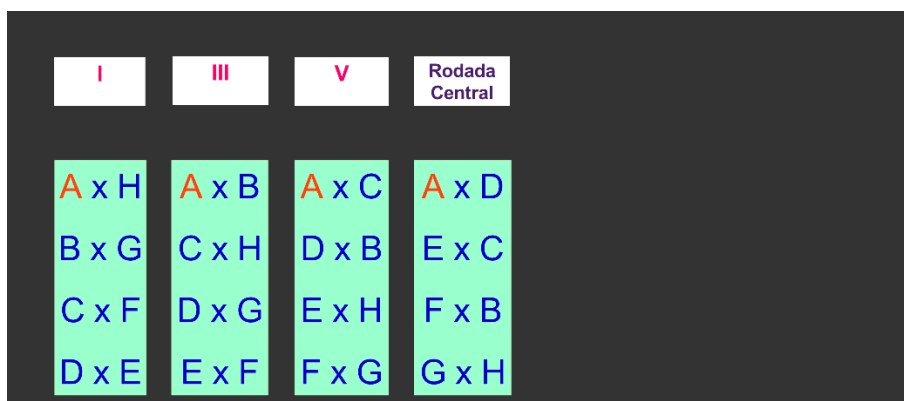 I III V Rodada
Central
A x H A x B A x C A x D
B x G C x H D x B E x C
C x F D x G E x H F x B
D x E E x F F x G G x H